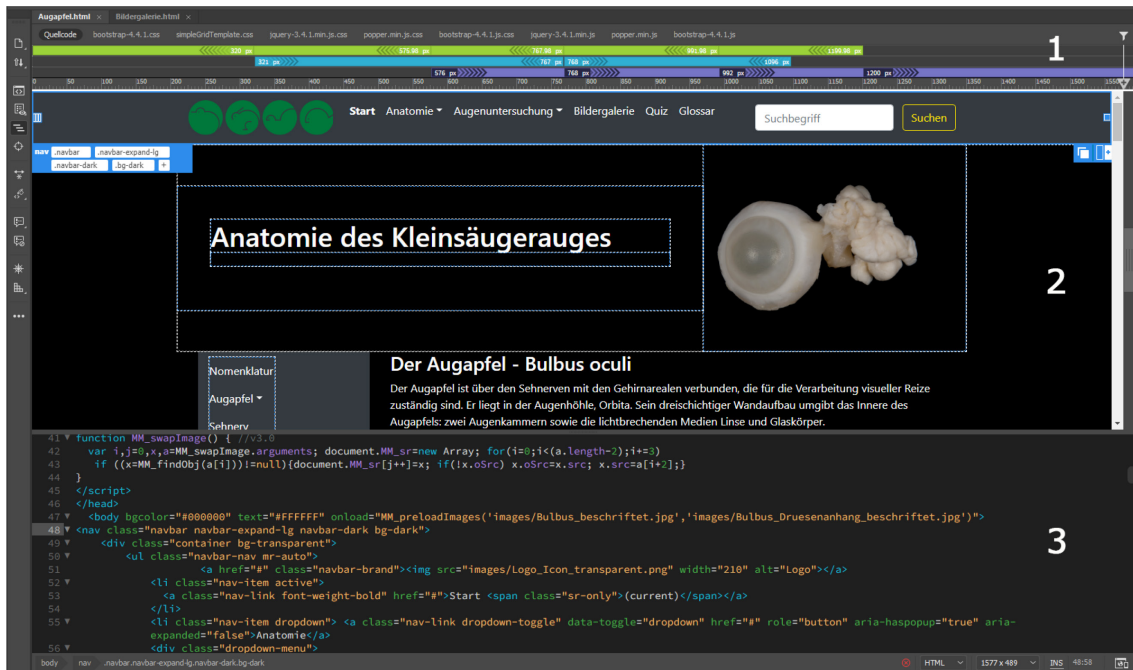 Augapfel.html × Bildergalerie.html ×
Quellcode bootstrap-4.4.1.css simpleGridTemplate.css jquery-3.4.1.min.js.css popper.min.js.css bootstrap-4.4.1.js.css jquery-3.4.1.min.js popper.min.js bootstrap-4.4.1.js
320 px 575.98 px 767.98 px 991.98 px 1199.98 px
1
321 px 767 px 768 px 1096 px
576 px 768 px 992 px 1200 px
0 50 100 150 200 250 300 350 400 450 500 550 600 650 700 750 800 850 900 950 1000 1050 1100 1150 1200 1250 1300 1350 1400 1450 1500
Start Anatomie Augenuntersuchung Bildergalerie Quiz Glossar Suchbegriff Suchen
nav .navbar .navbar-expand-lg
.navbar-dark .bg-dark +
Anatomie des Kleinsäugerauges
2
Nomenklatur
Augapfel
Sehnerv
Der Augapfel - Bulbus oculi
Der Augapfel ist über den Sehnerven mit den Gehirnarealen verbunden, die für die Verarbeitung visueller Reize
zuständig sind. Er liegt in der Augenhöhle, Orbita. Sein dreischichtiger Wandaufbau umgibt das Innere des
Augapfels: zwei Augenkammern sowie die lichtbrechenden Medien Linse und Glaskörper.
41 function MM_swapImage() { //v3.0
42 var i,j=0,x,a=MM_swapImage.arguments; document.MM_sr=new Array; for(i=0;i<(a.length-2);i+=3)
43 if ((x=MM_findObj(a[i]))!=null){document.MM_sr[j++]=x; if(!x.oSrc) x.oSrc=x.src; x.src=a[i+2];}
44 }
45 </script>
46 </head>
47 <body bgcolor="#000000" text="#FFFFFF" onload="MM_preloadImages('images/Bulbus_beschriftet.jpg','images/Bulbus_Druesenanhang_beschriftet.jpg')">
48 <nav class="navbar navbar-expand-lg navbar-dark bg-dark">
49 <div class="container bg-transparent">
50 <ul class="navbar-nav mr-auto">
51 <a href="#" class="navbar-brand"><img src="images/Logo_Icon_transparent.png" width="210" alt="Logo"></a>
52 <li class="nav-item active">
53 <a class="nav-link font-weight-bold" href="#">Start <span class="sr-only">(current)</span></a>
54 </li>
55 <li class="nav-item dropdown"> <a class="nav-link dropdown-toggle" data-toggle="dropdown" href="#" role="button" aria-haspopup="true" aria-
expanded="false">Anatomie</a>
56 <div class="dropdown-menu">
3
body nav .navbar.navbar-expand-lg.navbar-dark.bg-dark HTML 1577 x 489 INS 48:58